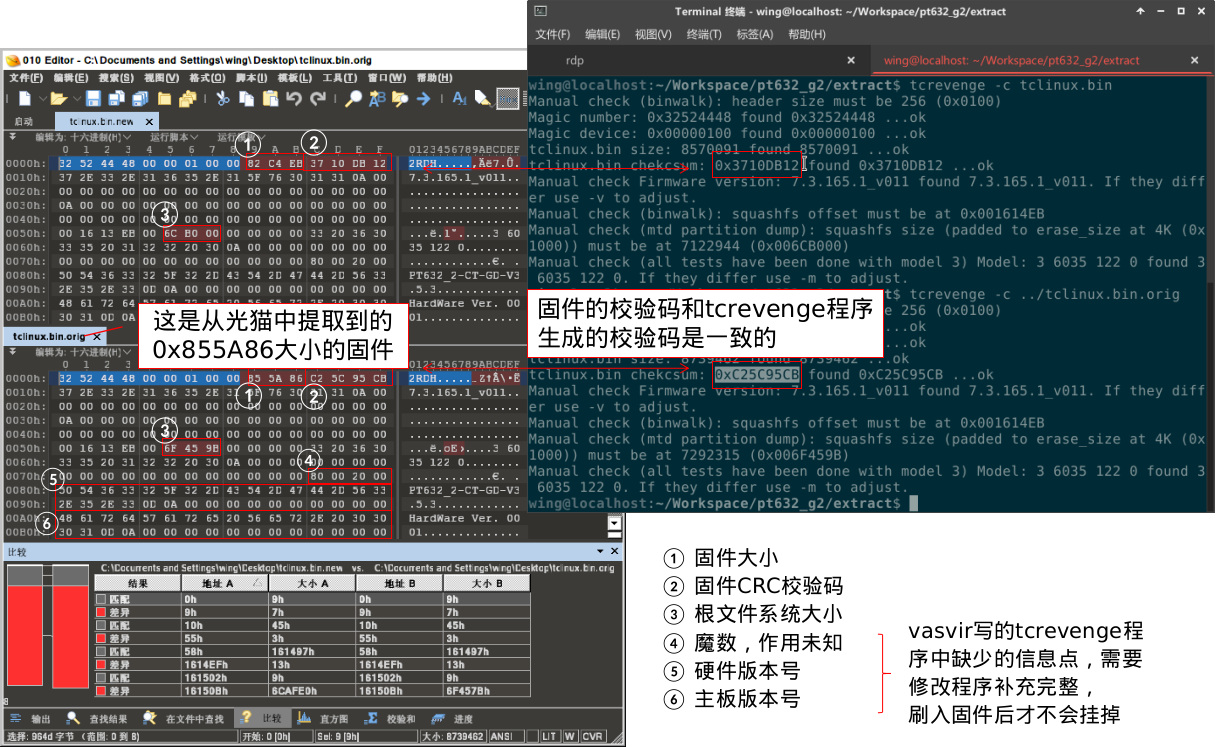 Terminal 终端 - wing@localhost: ~/Workspace/pt632_g2/extract
文件(F) 编辑(E) 视图(V) 终端(T) 标签(A) 帮助(H)
rdp
wing@localhost: ~/Workspace/pt632_g2/extract
wing@localhost:~/Workspace/pt632_g2/extract$ tcrevenge -c tclinux.bin
Manual check (binwalk): header size must be 256 (0x0100)
Magic number: 0x32524448 found 0x32524448 ...ok
Magic device: 0x00000100 found 0x00000100 ...ok
tclinux.bin size: 8570091 found 8570091 ...ok
tclinux.bin chekcsum: 0x3710DB12 found 0x3710DB12 ...ok
Manual check Firmware version: 7.3.165.1_v011 found 7.3.165.1_v011. If they diff
er use -v to adjust.
Manual check (binwalk): squashfs offset must be at 0x001614EB
Manual check (mtd partition dump): squashfs size (padded to erase_size at 4K (0x
1000)) must be at 7122944 (0x006CB000)
Manual check (all tests have been done with model 3) Model: 3 6035 122 0 found 3
6035 122 0. If they differ use -m to adjust.
tcrevenge -c ../tclinux.bin.orig
...ok
...ok
tclinux.bin size: 8739462 found 8739462 ...ok
tclinux.bin chekcsum: 0xC25C95CB found 0xC25C95CB ...ok
Manual check Firmware version: 7.3.165.1_v011 found 7.3.165.1_v011. If they diff
er use -v to adjust.
Manual check (binwalk): squashfs offset must be at 0x001614EB
Manual check (mtd partition dump): squashfs size (padded to erase_size at 4K (0x
1000)) must be at 7292315 (0x006F459B)
Manual check (all tests have been done with model 3) Model: 3 6035 122 0 found 3
6035 122 0. If they differ use -m to adjust.
wing@localhost:~/Workspace/pt632_g2/extract$
固件的校验码和tcrevenge程序
生成的校验码是一致的
010 Editor - C:\Documents and Settings\wing\Desktop\tclinux.bin.orig
文件(F) 编辑(E) 搜索(S) 视图(V) 格式(O) 脚本(I) 模板(L) 工具(T) 窗口(W) 帮助(H)
启动 tclinux.bin.new
编辑为: 十六进制(H) 运行脚本 运行模板
0 1 2 3 4 5 6 7 8 9 A B C D E F 0123456789ABCDEF
0000h: 32 52 44 48 00 00 01 00 00 82 C4 EB 37 10 DB 12 2RDH.....‚Äë7.Û.
0010h: 37 2E 33 2E 31 36 35 2E 31 5F 76 30 31 31 0A 00 7.3.165.1_v011..
0020h: 00 00 00 00 00 00 00 00 00 00 00 00 00 00 00 00 ................
0030h: 0A 00 00 00 00 00 00 00 00 00 00 00 00 00 00 00 ................
0040h: 00 00 00 00 00 00 00 00 00 00 00 00 00 00 00 ................
0050h: 00 16 13 EB 00 6C B0 00 00 00 00 00 33 20 36 30 ...ë.l°.....3 60
0060h: 33 35 20 31 32 32 20 30 0A 00 00 00 00 00 00 00 35 122 0........
0070h: 00 00 00 00 00 00 00 00 00 00 00 00 80 00 20 00 ............€. .
0080h: 50 54 36 33 32 5F 32 2D 43 54 2D 47 44 2D 56 33 PT632_2-CT-GD-V3
0090h: 2E 35 2E 33 0D 0A 00 00 00 00 00 00 00 00 00 00 .5.3............
00A0h: 48 61 72 64 57 61 72 65 20 56 65 72 2E 20 30 30 HardWare Ver. 00
00B0h: 30 31 0D 0A 01..............
这是从光猫中提取到的
0x855A86大小的固件
tclinux.bin.orig
编辑为: 十六进制(H)
0123456789ABCDEF
0000h: 32 52 44 48 00 00 01 00 00 85 5A 86 C2 5C 95 CB 2RDH.....…Z†Â\•Ë
0010h: 37 2E 33 2E 31 36 35 2E 31 76 30 31 0A 00 7.3.165.1_v011..
0020h: 00 00 00 00 00 00 00 00 00 00 00 00 00 00 00 00 ................
0030h: 0A 00 00 00 00 00 00 00 00 00 00 00 00 00 00 00 ................
0040h: 00 00 00 00 00 00 00 00 00 00 00 00 00 00 00 ................
0050h: 00 16 13 EB 00 6F 45 9B 00 00 00 00 33 20 36 30 ...ë.oE›....3 60
0060h: 33 35 20 31 32 32 20 30 0A 00 00 00 00 00 00 35 122 0........
0070h: 00 00 00 00 00 00 00 00 00 00 00 80 00 20 00 ............€. .
0080h: 50 54 36 33 32 5F 32 2D 43 54 2D 47 44 2D 56 33 PT632_2-CT-GD-V3
0090h: 2E 35 2E 33 0D 0A 00 00 00 00 00 00 00 00 00 00 .5.3............
00A0h: 48 61 72 64 57 61 72 65 20 56 65 72 2E 20 30 30 HardWare Ver. 00
00B0h: 30 31 0D 0A 00 00 00 00 00 00 00 00 00 00 00 00 01..............
① ② ③ ① ② ③ ④ ⑤ ⑥
比较
C:\Documents and Settings\wing\Desktop\tclinux.bin.new vs. C:\Documents and Settings\wing\Desktop\tclinux.bin.orig
结果 地址 A 大小 A 地址 B 大小 B
匹配 0h 9h 0h 9h
差异 9h 7h 9h 7h
匹配 10h 45h 10h 45h
差异 55h 3h 55h 3h
匹配 58h 161497h 58h 161497h
差异 1614EFh 13h 1614EFh 13h
匹配 161502h 9h 161502h 9h
差异 16150Bh 6CAFE0h 16150Bh 6F457Bh
输出 查找结果 在文件中查找 比较 直方图 校验和 进度
选择: 9[64d 字节 (范围: 0 到 8) 开始: 0 [0h] Sel: 9 [9h] 大小: 8739462 ANSI LIT W CVR
① 固件大小
② 固件CRC校验码
③ 根文件系统大小
④ 魔数，作用未知
⑤ 硬件版本号
⑥ 主板版本号
vasvir写的tcrevenge程
序中缺少的信息点，需要
修改程序补充完整，
刷入固件后才不会挂掉